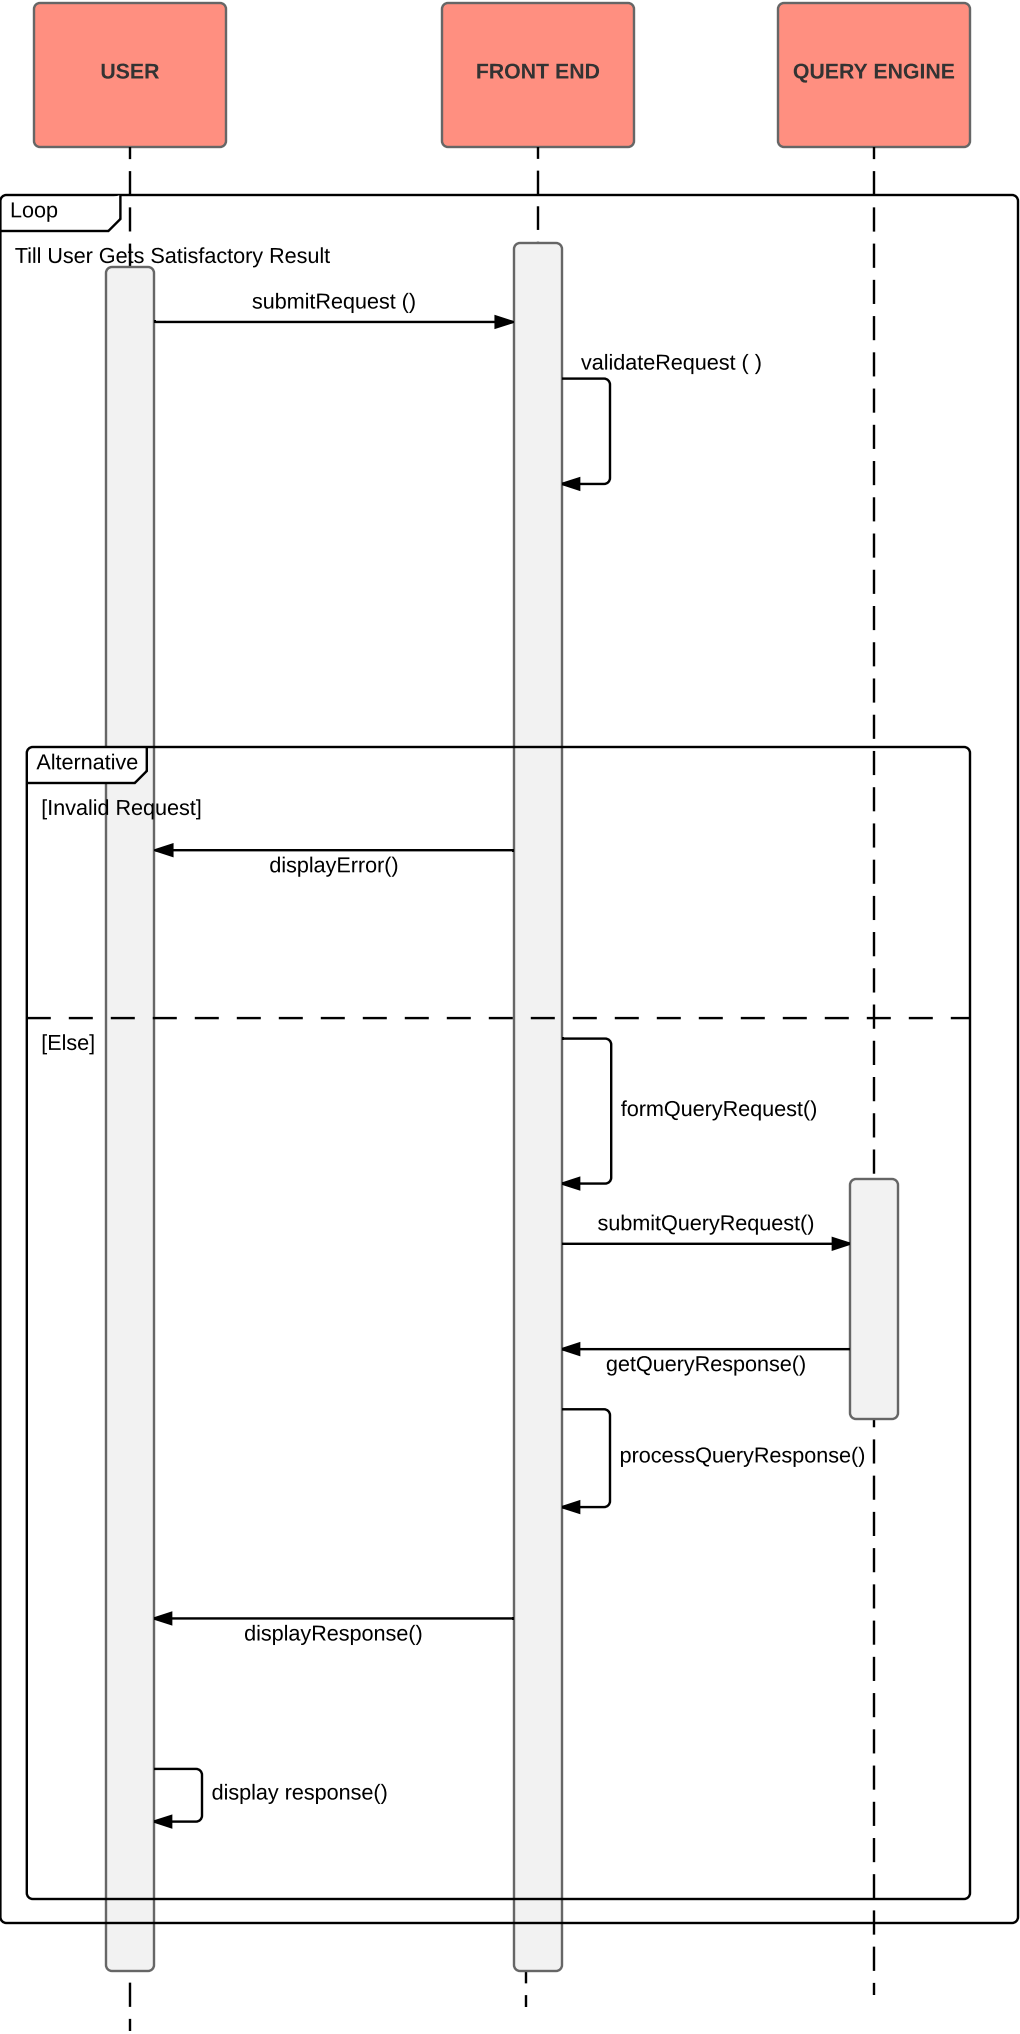 USER
FRONT END
QUERY ENGINE
Loop
Till User Gets Satisfactory Result
submitRequest ()
validateRequest ( )
Alternative
[Invalid Request]
displayError()
[Else]
formQueryRequest()
submitQueryRequest()
getQueryResponse()
processQueryResponse()
displayResponse()
display response()